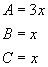 A = 3x
B = x
C = x